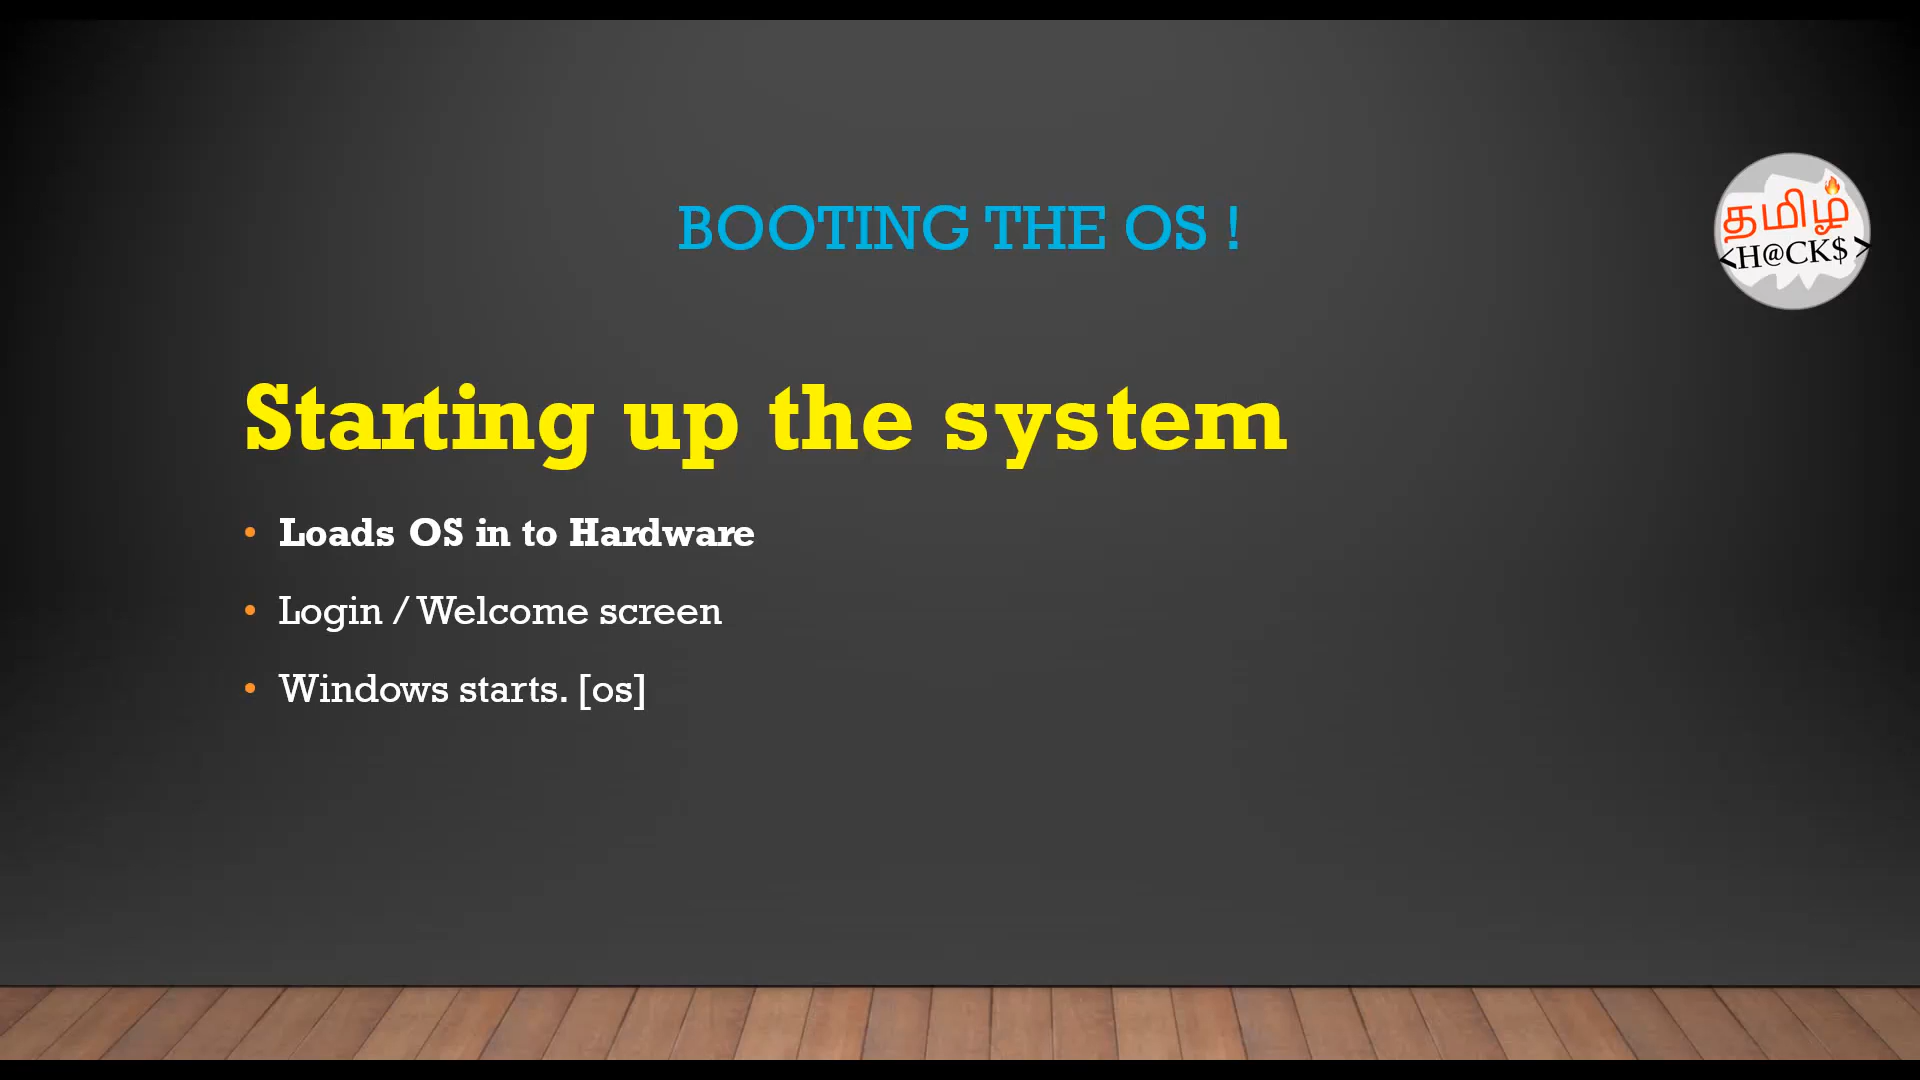 BOOTING THE OS !
தமிழ்
<H@CK$>
Starting up the system
• Loads OS in to Hardware
• Login / Welcome screen
• Windows starts. [os]